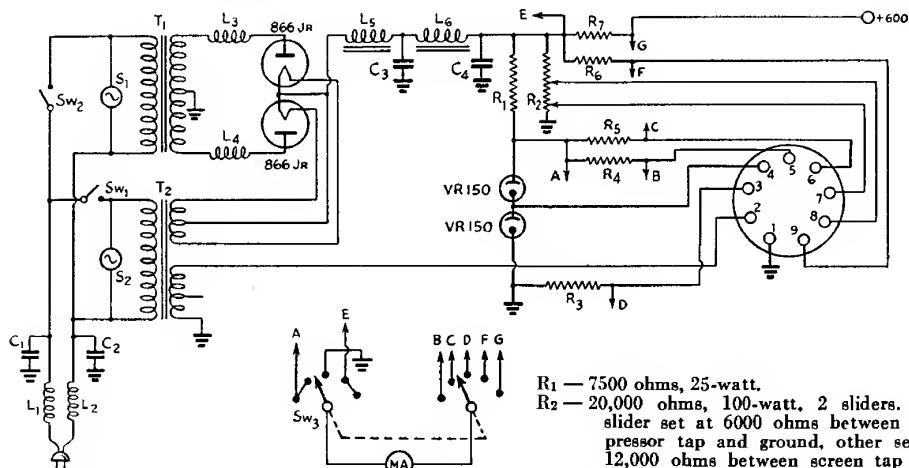 T1
L3
866 JR
L5
L6
E
R7
+600
G
R6
F
C3
C4
S1
Sw2
R1
R2
L4
866 JR
R5
C
R4
A
B
VR150
VR150
Sw1
T2
S2
R3
D
1
2
3
4
5
6
7
8
9
C1
C2
L1
L2
A
E
B C D F G
Sw3
MA
R1 — 7500 ohms, 25-watt.
R2 — 20,000 ohms, 100-watt, 2 sliders.
slider set at 6000 ohms between
pressor tap and ground, other se
12,000 ohms between screen tap